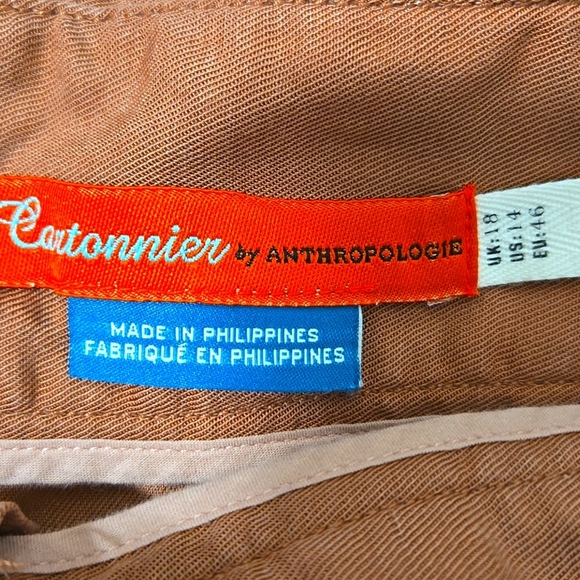 Cartonnier by ANTHROPOLOGIE
UK: 18
US: 14
EU: 46
MADE IN PHILIPPINES
FABRIQUÉ EN PHILIPPINES